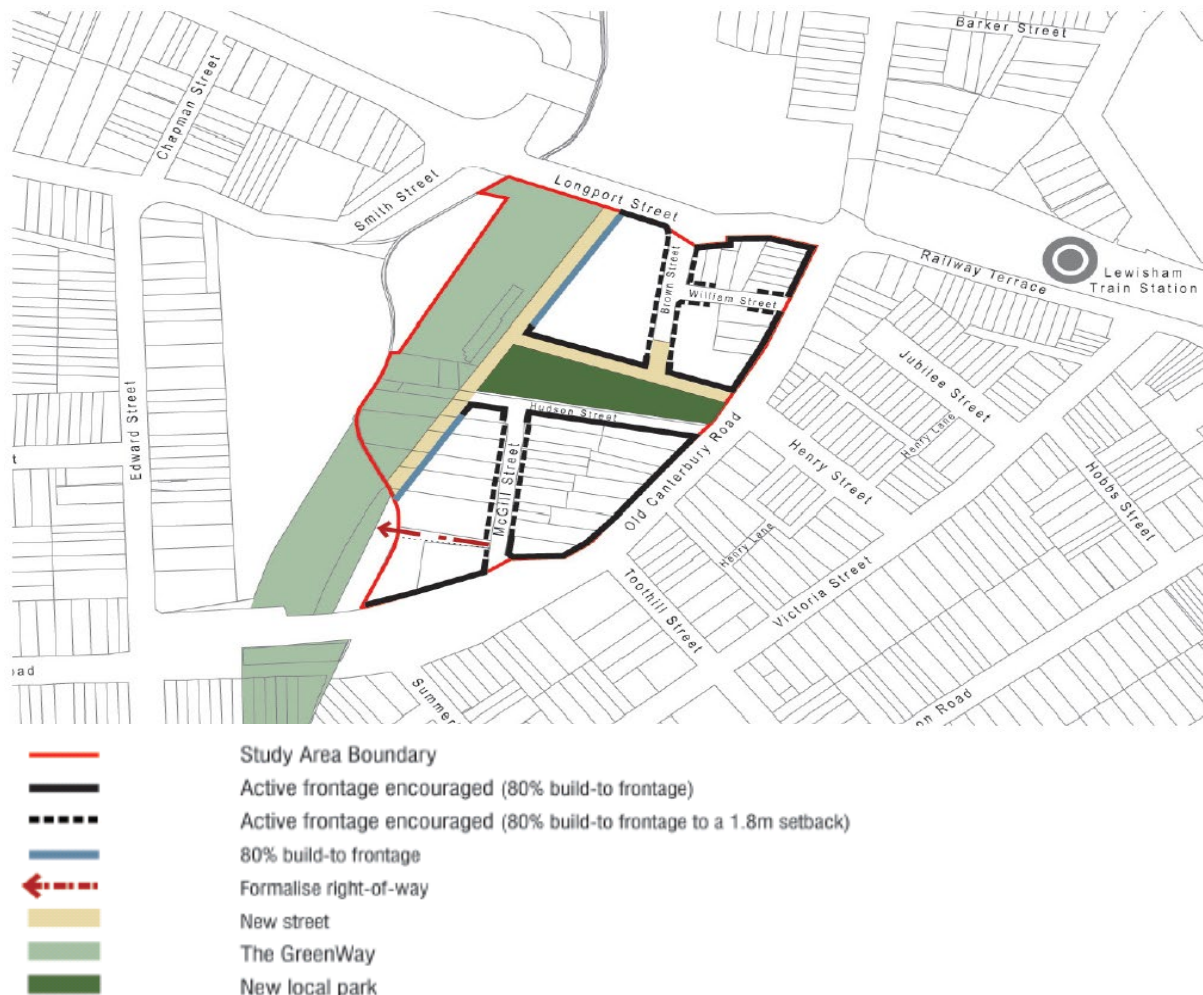 Barker Street
Chapman Street
Smith Street
Longport Street
Railway Terrace
Lewisham
Train Station
Brown Street
William Street
Jubilee Street
Edward Street
Hudson Street
Henry Lane
McGill Street
Old Canterbury Road
Henry Street
Hobbs Street
Henry Lane
Toothill Street
Victoria Street
Summer
on Road
oad
t
Study Area Boundary
Active frontage encouraged (80% build-to frontage)
Active frontage encouraged (80% build-to frontage to a 1.8m setback)
80% build-to frontage
Formalise right-of-way
New street
The GreenWay
New local park